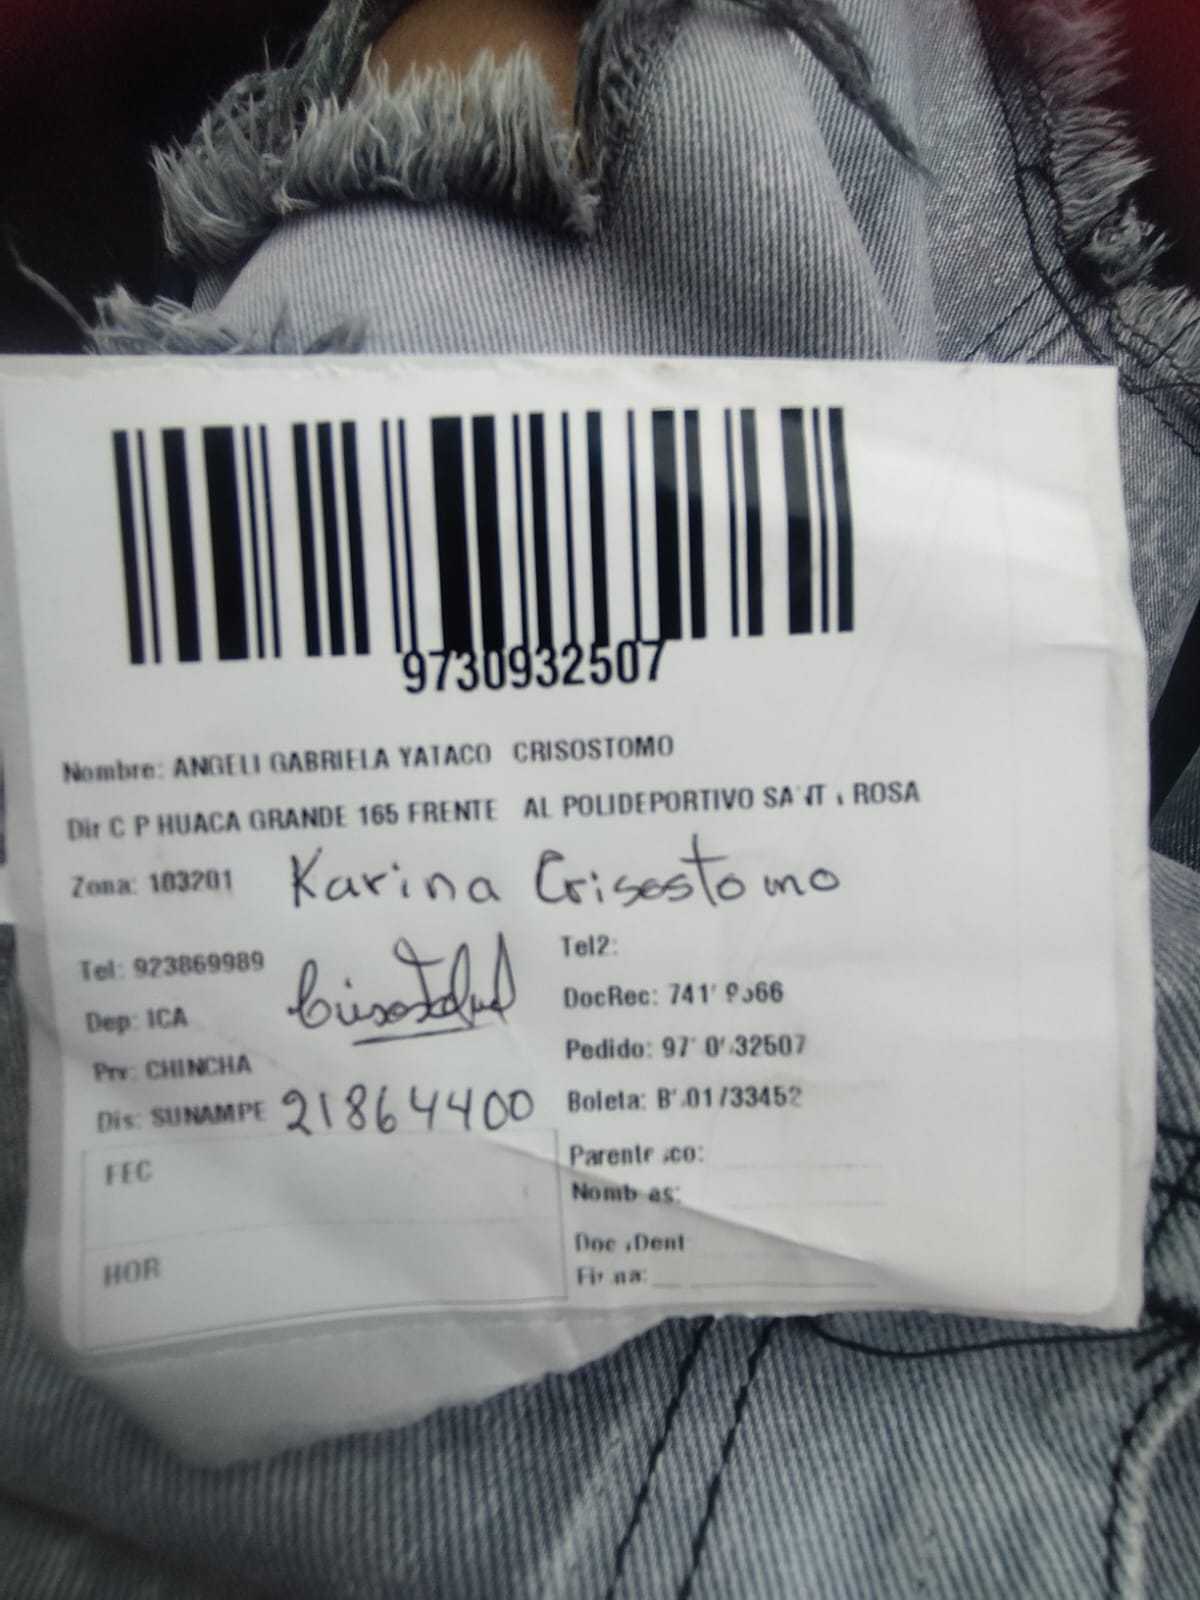 9730932507
Nombre: ANGELI GABRIELA YATACO CRISOSTOMO
Dir C P HUACA GRANDE 165 FRENTE AL POLIDEPORTIVO ROSA
Zona: 103201 Karina Crisostomo
Tel: 923869989 Tel2:
Dep: ICA DocRec:
Prv: CHINCHA Pedido:
Dis: SUNAMPE 21864400 Boleta:
FEC
HOR